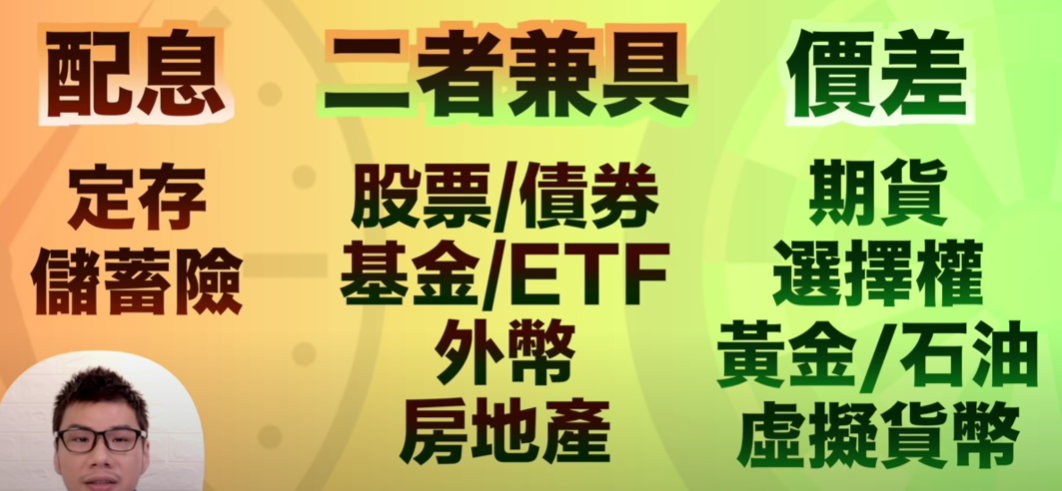 配息
定存
儲蓄險
二者兼具
股票/債券
基金/ETF
外幣
房地產
價差
期貨
選擇權
黃金/石油
虛擬貨幣